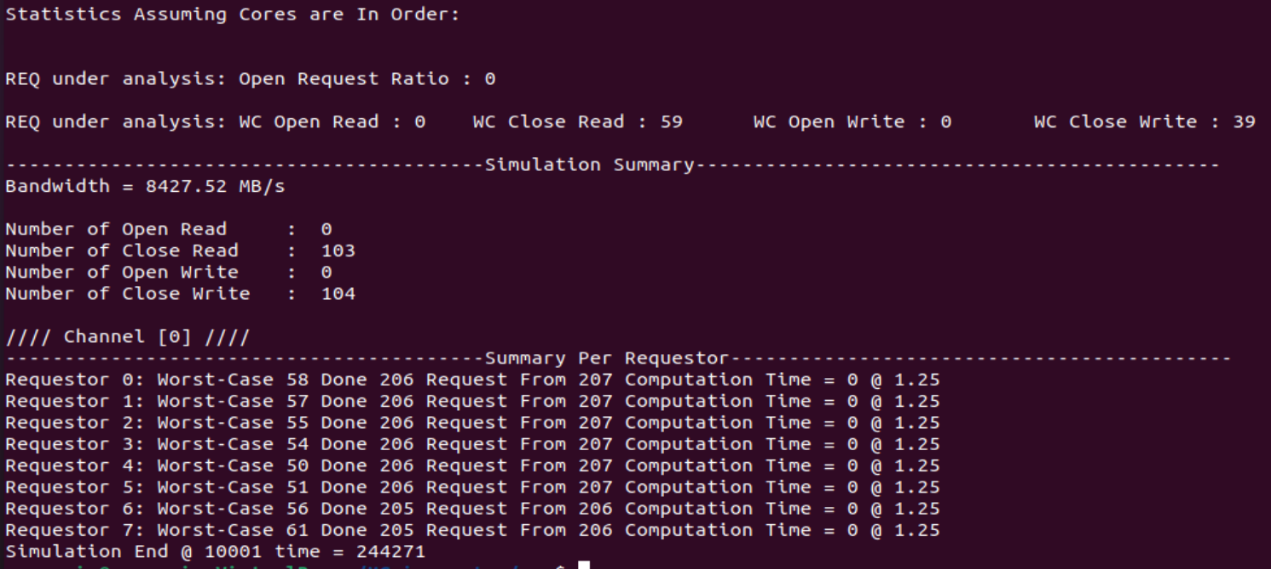 Statistics Assuming Cores are In Order:
REQ under analysis: Open Request Ratio : 0
REQ under analysis: WC Open Read : 0    WC Close Read : 59      WC Open Write : 0       WC Close Write : 39
-----------------------------------------Simulation Summary---------------------------------------------
Bandwidth = 8427.52 MB/s
Number of Open Read     :  0
Number of Close Read    :  103
Number of Open Write    :  0
Number of Close Write   :  104
//// Channel [0] ////
-----------------------------------------Summary Per Requestor-------------------------------------------
Requestor 0: Worst-Case 58 Done 206 Request From 207 Computation Time = 0 @ 1.25
Requestor 1: Worst-Case 57 Done 206 Request From 207 Computation Time = 0 @ 1.25
Requestor 2: Worst-Case 55 Done 206 Request From 207 Computation Time = 0 @ 1.25
Requestor 3: Worst-Case 54 Done 206 Request From 207 Computation Time = 0 @ 1.25
Requestor 4: Worst-Case 50 Done 206 Request From 207 Computation Time = 0 @ 1.25
Requestor 5: Worst-Case 51 Done 206 Request From 207 Computation Time = 0 @ 1.25
Requestor 6: Worst-Case 56 Done 205 Request From 206 Computation Time = 0 @ 1.25
Requestor 7: Worst-Case 61 Done 205 Request From 206 Computation Time = 0 @ 1.25
Simulation End @ 10001 time = 244271